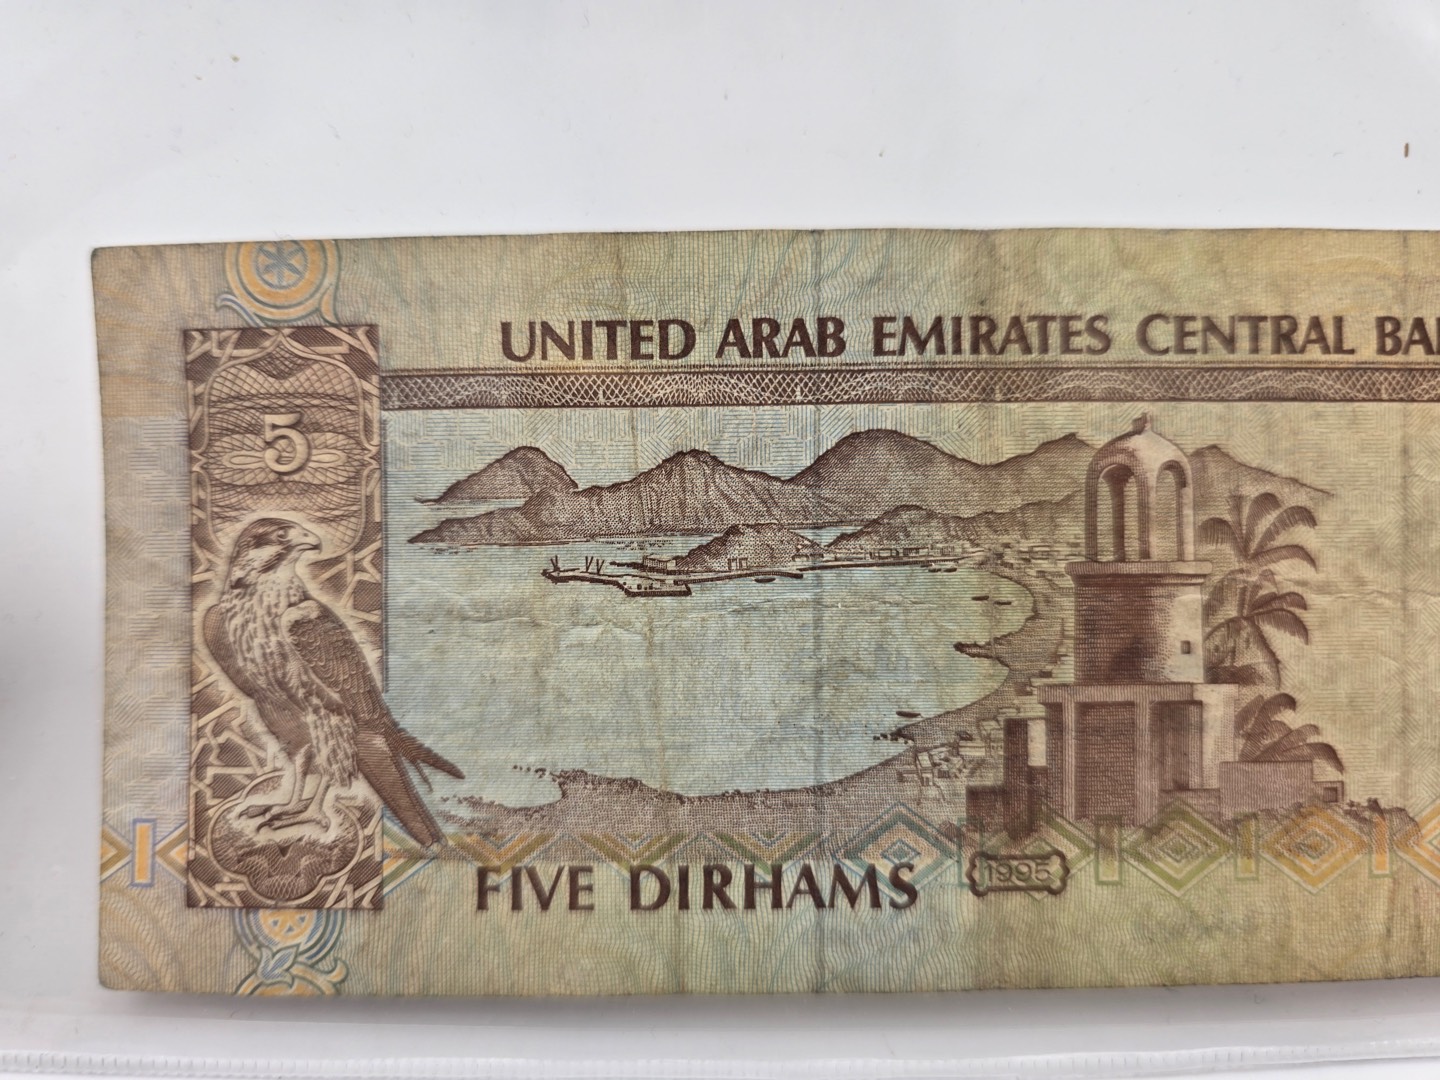 UNITED ARAB EMIRATES CENTRAL BA
5
FIVE DIRHAMS
1995